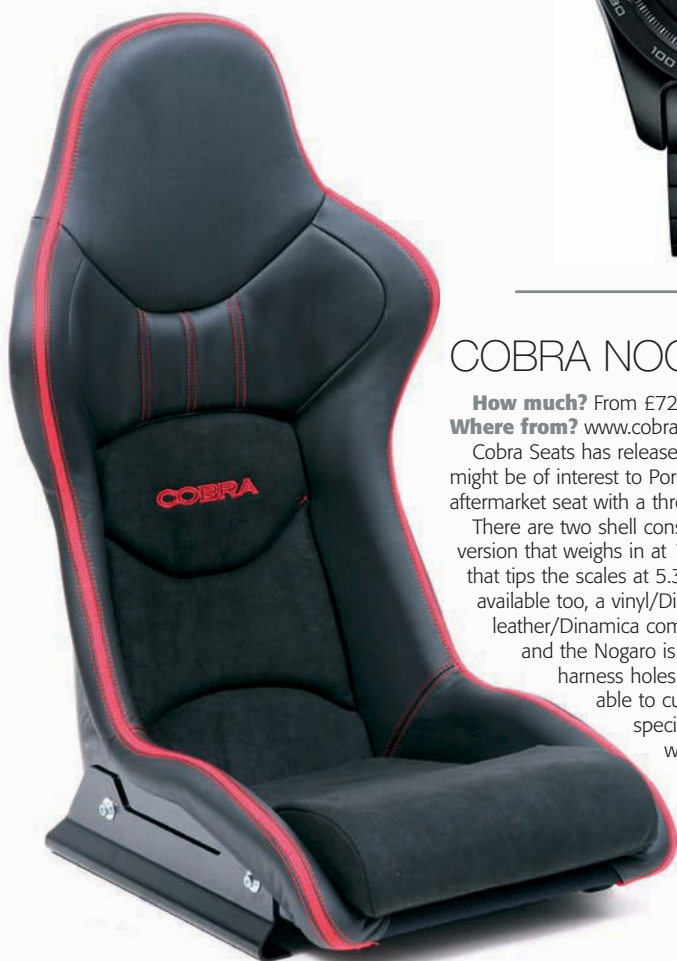 90
100
COBRA NOG
How much? From £72
Where from? www.cobra
Cobra Seats has release
might be of interest to Por
aftermarket seat with a thre
There are two shell cons
version that weighs in at
that tips the scales at 5.3
available too, a vinyl/Di
leather/Dinamica com
and the Nogaro is
harness holes
able to cu
speci
w
COBRA